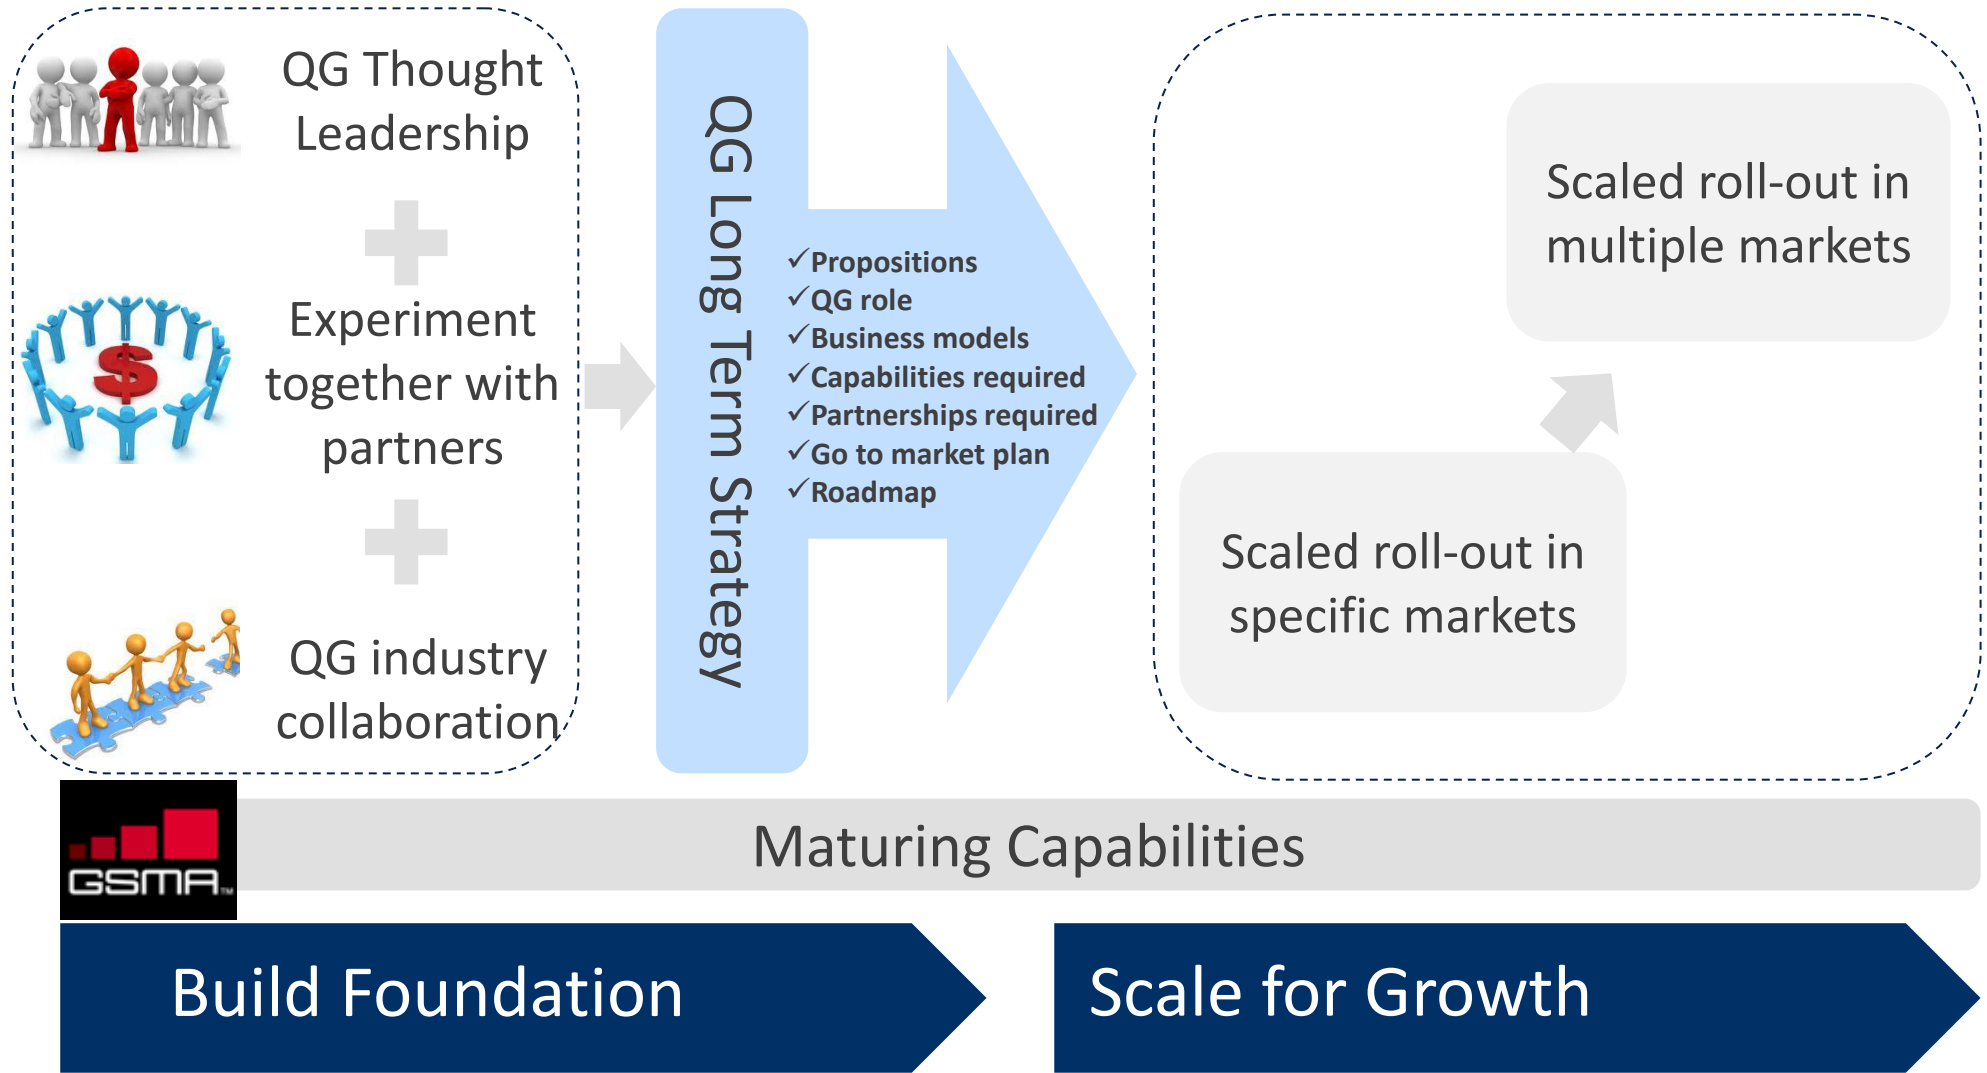 QG Thought
Leadership
Experiment
together with
partners
QG industry
collaboration
QG Long Term Strategy
✓Propositions
✓QG role
✓Business models
✓Capabilities required
✓Partnerships required
✓Go to market plan
✓Roadmap
Scaled roll-out in
multiple markets
Scaled roll-out in
specific markets
GSMA™
Maturing Capabilities
Build Foundation
Scale for Growth